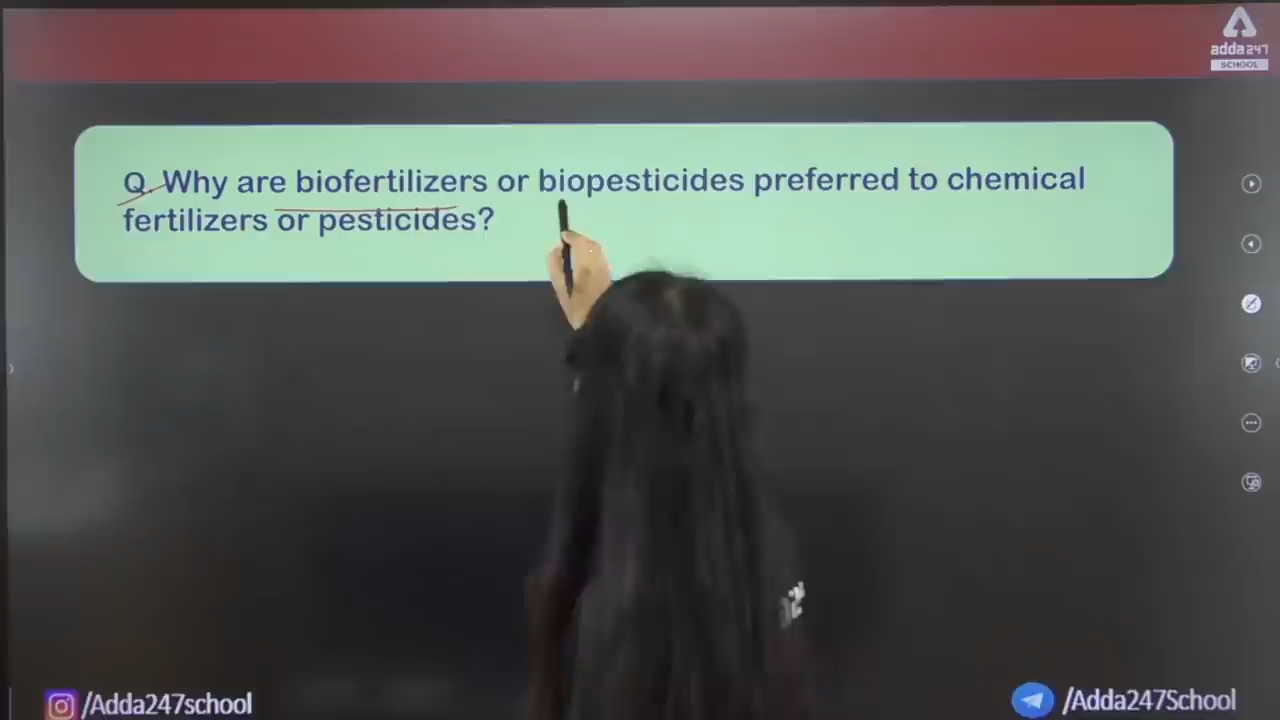 adda247
SCHOOL
Q. Why are biofertilizers or biopesticides preferred to chemical
fertilizers or pesticides?
/Adda247school
/Adda247School